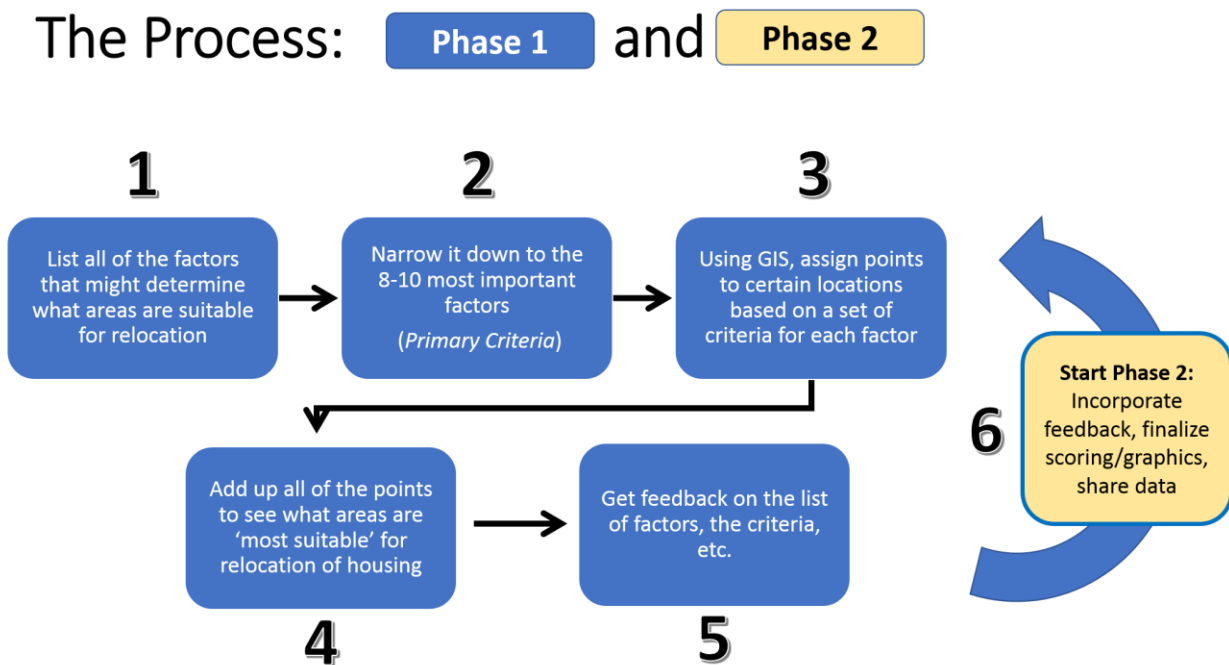 The Process: Phase 1 and Phase 2
1
2
3
List all of the factors
that might determine
what areas are suitable
for relocation
Narrow it down to the
8-10 most important
factors
(Primary Criteria)
Using GIS, assign points
to certain locations
based on a set of
criteria for each factor
Add up all of the points
to see what areas are
‘most suitable’ for
relocation of housing
4
Get feedback on the list
of factors, the criteria,
etc.
5
6
Start Phase 2:
Incorporate
feedback, finalize
scoring/graphics,
share data